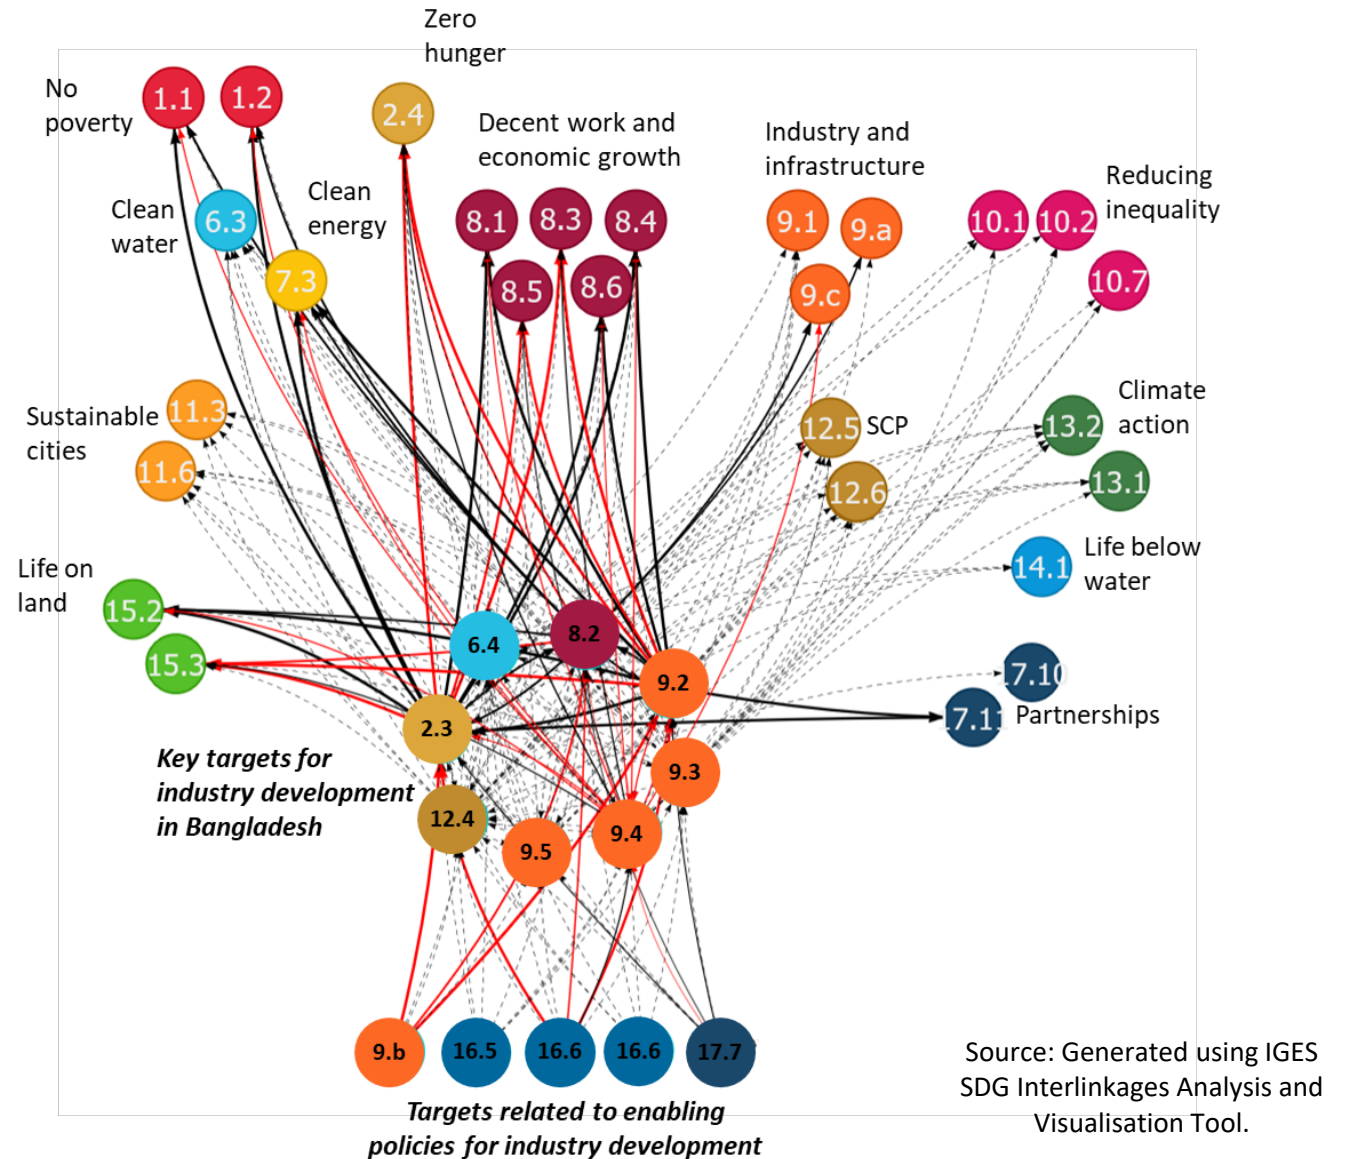 Zero
hunger
No
poverty
1.1
1.2
2.4
Decent work and
economic growth
Industry and
infrastructure
Reducing
inequality
Clean
water
6.3
Clean
energy
7.3
8.1
8.3
8.4
8.5
8.6
9.1
9.a
9.c
10.1
10.2
10.7
Sustainable
cities
11.3
11.6
12.5
SCP
12.6
Climate
action
13.2
13.1
Life on
land
15.2
15.3
14.1
Life below
water
6.4
8.2
9.2
2.3
9.3
12.4
9.5
9.4
17.10
17.11
Partnerships
Key targets for
industry development
in Bangladesh
9.b
16.5
16.6
16.6
17.7
Targets related to enabling
policies for industry development
Source: Generated using IGES
SDG Interlinkages Analysis and
Visualisation Tool.